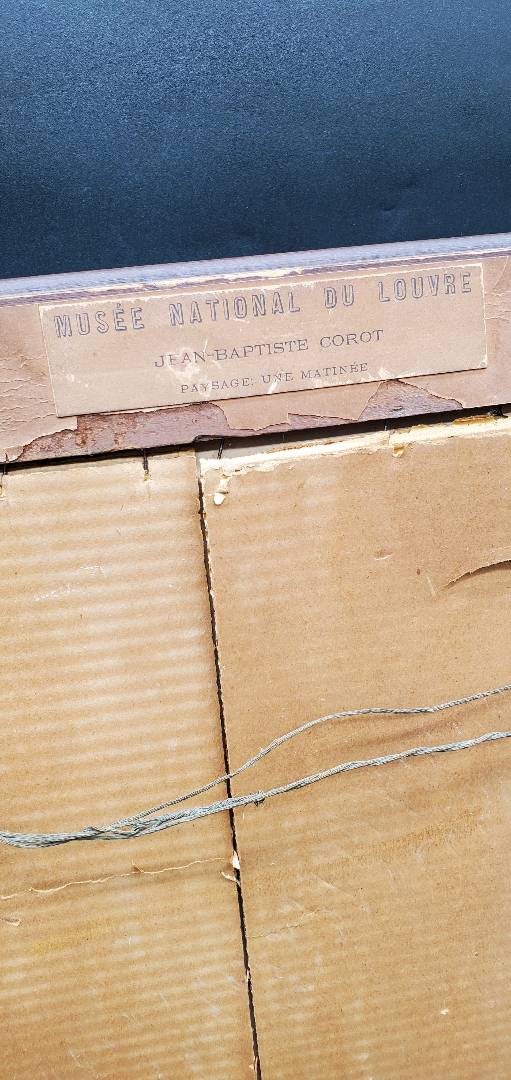 MUSÉE NATIONAL DU LOUVRE
JEAN-BAPTISTE COROT
PAYSAGE: UNE MATINÉE